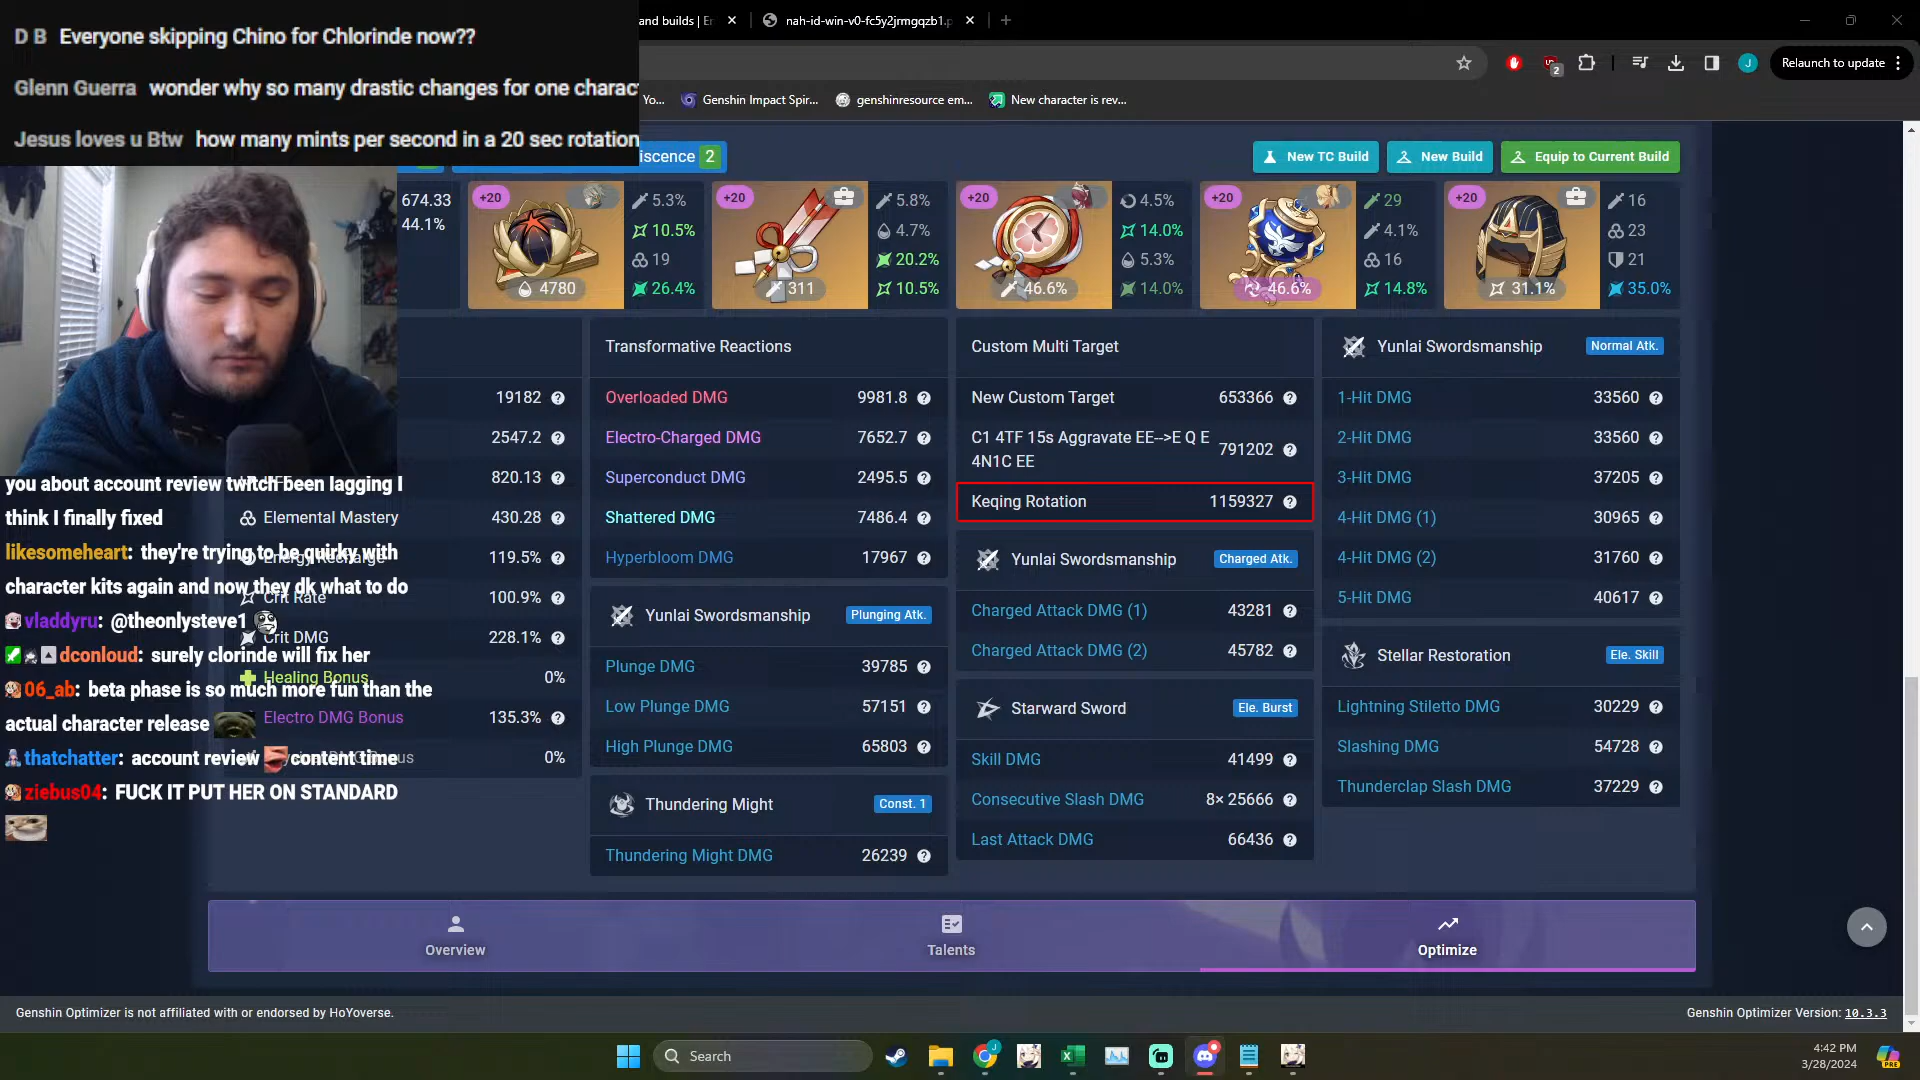 D B Everyone skipping Chino for Chlorinde now??
Glenn Guerra wonder why so many drastic changes for one charac
Jesus loves u Btw how many mints per second in a 20 sec rotation
and builds | Er
nah-id-win-v0-fc5y2jrmgqzb1.p
2
J
Relaunch to update
Yo...
Genshin Impact Spir...
genshinresource em...
New character is rev...
iscence 2
New TC Build
New Build
Equip to Current Build
674.33
44.1%
+20
4780
5.3%
10.5%
19
26.4%
+20
311
5.8%
4.7%
20.2%
10.5%
+20
46.6%
4.5%
14.0%
5.3%
14.0%
+20
46.6%
29
4.1%
16
14.8%
+20
31.1%
16
23
21
35.0%
19182
2547.2
820.13
Elemental Mastery 430.28
Energy Recharge 119.5%
Crit Rate 100.9%
Crit DMG 228.1%
Healing Bonus 0%
Electro DMG Bonus 135.3%
0%
Transformative Reactions
Overloaded DMG 9981.8
Electro-Charged DMG 7652.7
Superconduct DMG 2495.5
Shattered DMG 7486.4
Hyperbloom DMG 17967
Yunlai Swordsmanship Plunging Atk.
Plunge DMG 39785
Low Plunge DMG 57151
High Plunge DMG 65803
Thundering Might Const. 1
Thundering Might DMG 26239
Custom Multi Target
New Custom Target 653366
C1 4TF 15s Aggravate EE-->E Q E
4N1C EE 791202
Keqing Rotation 1159327
Yunlai Swordsmanship Charged Atk.
Charged Attack DMG (1) 43281
Charged Attack DMG (2) 45782
Starward Sword Ele. Burst
Skill DMG 41499
Consecutive Slash DMG 8× 25666
Last Attack DMG 66436
Yunlai Swordsmanship Normal Atk.
1-Hit DMG 33560
2-Hit DMG 33560
3-Hit DMG 37205
4-Hit DMG (1) 30965
4-Hit DMG (2) 31760
5-Hit DMG 40617
Stellar Restoration Ele. Skill
Lightning Stiletto DMG 30229
Slashing DMG 54728
Thunderclap Slash DMG 37229
you about account review twitch been lagging I
think I finally fixed
likesomeheart: they're trying to be quirky with
character kits again and now they dk what to do
vladdyru: @theonlysteve1
dconloud: surely clorinde will fix her
06_ab: beta phase is so much more fun than the
actual character release
thatchatter: account review content time
ziebus04: FUCK IT PUT HER ON STANDARD
Overview
Talents
Optimize
Genshin Optimizer is not affiliated with or endorsed by HoYoverse.
Genshin Optimizer Version: 10.3.3
Search
4:42 PM
3/28/2024
PRE